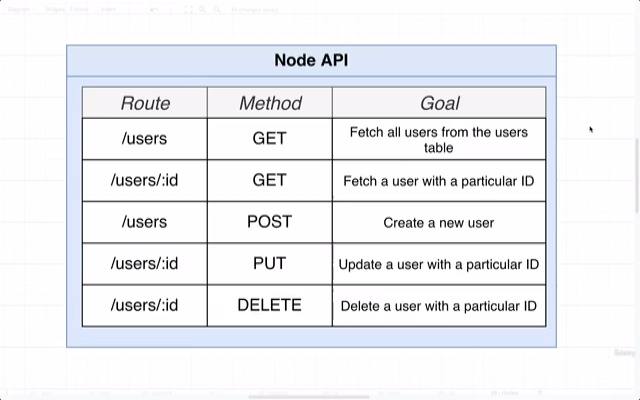 Node API
Route Method Goal
/users GET Fetch all users from the users
table
/users/:id GET Fetch a user with a particular ID
/users POST Create a new user
/users/:id PUT Update a user with a particular ID
/users/:id DELETE Delete a user with a particular ID